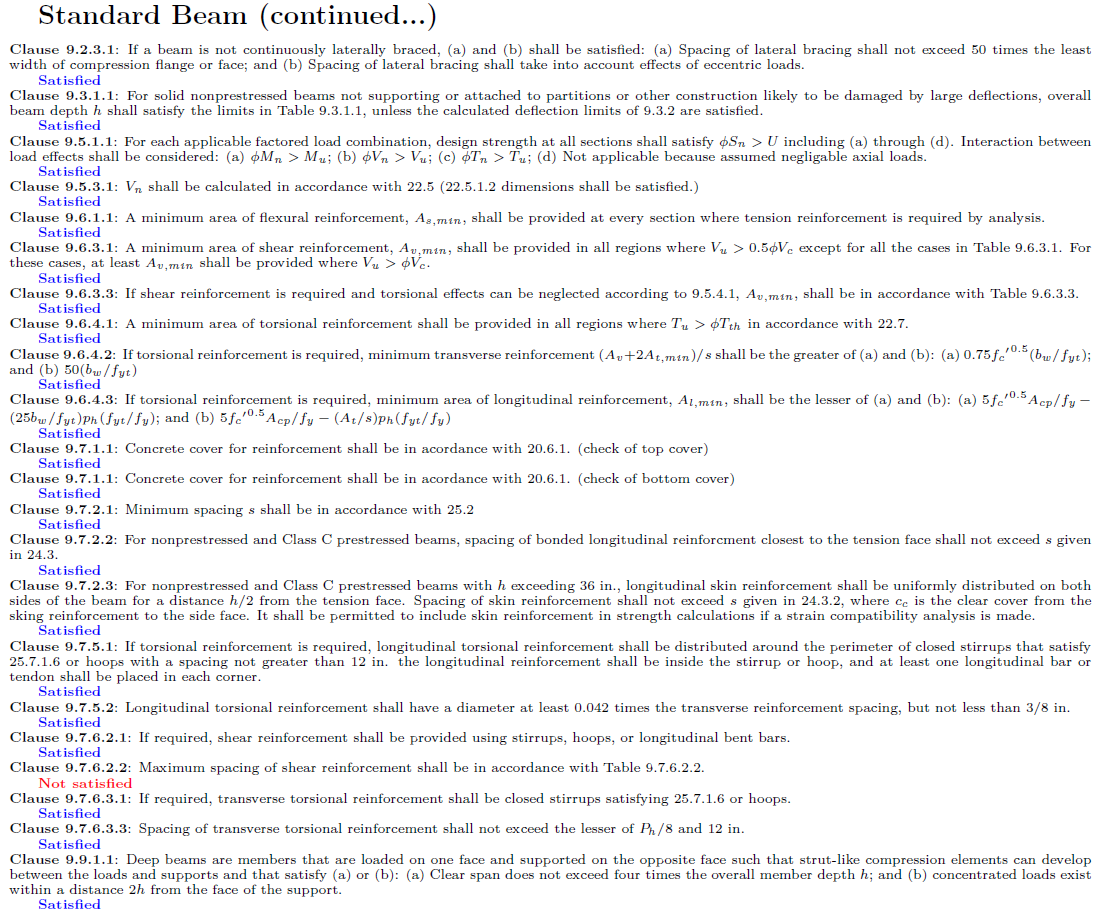 Standard Beam (continued...)
Clause 9.2.3.1: If a beam is not continuously laterally braced, (a) and (b) shall be satisfied: (a) Spacing of lateral bracing shall not exceed 50 times the least
width of compression flange or face; and (b) Spacing of lateral bracing shall take into account effects of eccentric loads.
Satisfied
Clause 9.3.1.1: For solid nonprestressed beams not supporting or attached to partitions or other construction likely to be damaged by large deflections, overall
beam depth h shall satisfy the limits in Table 9.3.1.1, unless the calculated deflection limits of 9.3.2 are satisfied.
Satisfied
Clause 9.5.1.1: For each applicable factored load combination, design strength at all sections shall satisfy ϕSₙ > U including (a) through (d). Interaction between
load effects shall be considered: (a) ϕMₙ > Mᵤ; (b) ϕVₙ > Vᵤ; (c) ϕTₙ > Tᵤ; (d) Not applicable because assumed negligable axial loads.
Satisfied
Clause 9.5.3.1: Vₙ shall be calculated in accordance with 22.5 (22.5.1.2 dimensions shall be satisfied.)
Satisfied
Clause 9.6.1.1: A minimum area of flexural reinforcement, A_{s,min}, shall be provided at every section where tension reinforcement is required by analysis.
Satisfied
Clause 9.6.3.1: A minimum area of shear reinforcement, A_{v,min}, shall be provided in all regions where Vᵤ > 0.5ϕV_c except for all the cases in Table 9.6.3.1. For
these cases, at least A_{v,min} shall be provided where Vᵤ > ϕV_c.
Satisfied
Clause 9.6.3.3: If shear reinforcement is required and torsional effects can be neglected according to 9.5.4.1, A_{v,min}, shall be in accordance with Table 9.6.3.3.
Satisfied
Clause 9.6.4.1: A minimum area of torsional reinforcement shall be provided in all regions where Tᵤ > ϕT_{th} in accordance with 22.7.
Satisfied
Clause 9.6.4.2: If torsional reinforcement is required, minimum transverse reinforcement (A_v+2A_{t,min})/s shall be the greater of (a) and (b): (a) 0.75f_c'^{0.5}(b_w/f_{yt});
and (b) 50(b_w/f_{yt})
Satisfied
Clause 9.6.4.3: If torsional reinforcement is required, minimum area of longitudinal reinforcement, A_{l,min}, shall be the lesser of (a) and (b): (a) 5f_c'^{0.5}A_{cp}/f_y −
(25b_w/f_{yt})p_h(f_{yt}/f_y); and (b) 5f_c'^{0.5}A_{cp}/f_y − (A_t/s)p_h(f_{yt}/f_y)
Satisfied
Clause 9.7.1.1: Concrete cover for reinforcement shall be in acordance with 20.6.1. (check of top cover)
Satisfied
Clause 9.7.1.1: Concrete cover for reinforcement shall be in acordance with 20.6.1. (check of bottom cover)
Satisfied
Clause 9.7.2.1: Minimum spacing s shall be in accordance with 25.2
Satisfied
Clause 9.7.2.2: For nonprestressed and Class C prestressed beams, spacing of bonded longitudinal reinforcment closest to the tension face shall not exceed s given
in 24.3.
Satisfied
Clause 9.7.2.3: For nonprestressed and Class C prestressed beams with h exceeding 36 in., longitudinal skin reinforcement shall be uniformly distributed on both
sides of the beam for a distance h/2 from the tension face. Spacing of skin reinforcement shall not exceed s given in 24.3.2, where c_c is the clear cover from the
sking reinforcement to the side face. It shall be permitted to include skin reinforcement in strength calculations if a strain compatibility analysis is made.
Satisfied
Clause 9.7.5.1: If torsional reinforcement is required, longitudinal torsional reinforcement shall be distributed around the perimeter of closed stirrups that satisfy
25.7.1.6 or hoops with a spacing not greater than 12 in. the longitudinal reinforcement shall be inside the stirrup or hoop, and at least one longitudinal bar or
tendon shall be placed in each corner.
Satisfied
Clause 9.7.5.2: Longitudinal torsional reinforcement shall have a diameter at least 0.042 times the transverse reinforcement spacing, but not less than 3/8 in.
Satisfied
Clause 9.7.6.2.1: If required, shear reinforcement shall be provided using stirrups, hoops, or longitudinal bent bars.
Satisfied
Clause 9.7.6.2.2: Maximum spacing of shear reinforcement shall be in accordance with Table 9.7.6.2.2.
Not satisfied
Clause 9.7.6.3.1: If required, transverse torsional reinforcement shall be closed stirrups satisfying 25.7.1.6 or hoops.
Satisfied
Clause 9.7.6.3.3: Spacing of transverse torsional reinforcement shall not exceed the lesser of P_h/8 and 12 in.
Satisfied
Clause 9.9.1.1: Deep beams are members that are loaded on one face and supported on the opposite face such that strut-like compression elements can develop
between the loads and supports and that satisfy (a) or (b): (a) Clear span does not exceed four times the overall member depth h; and (b) concentrated loads exist
within a distance 2h from the face of the support.
Satisfied